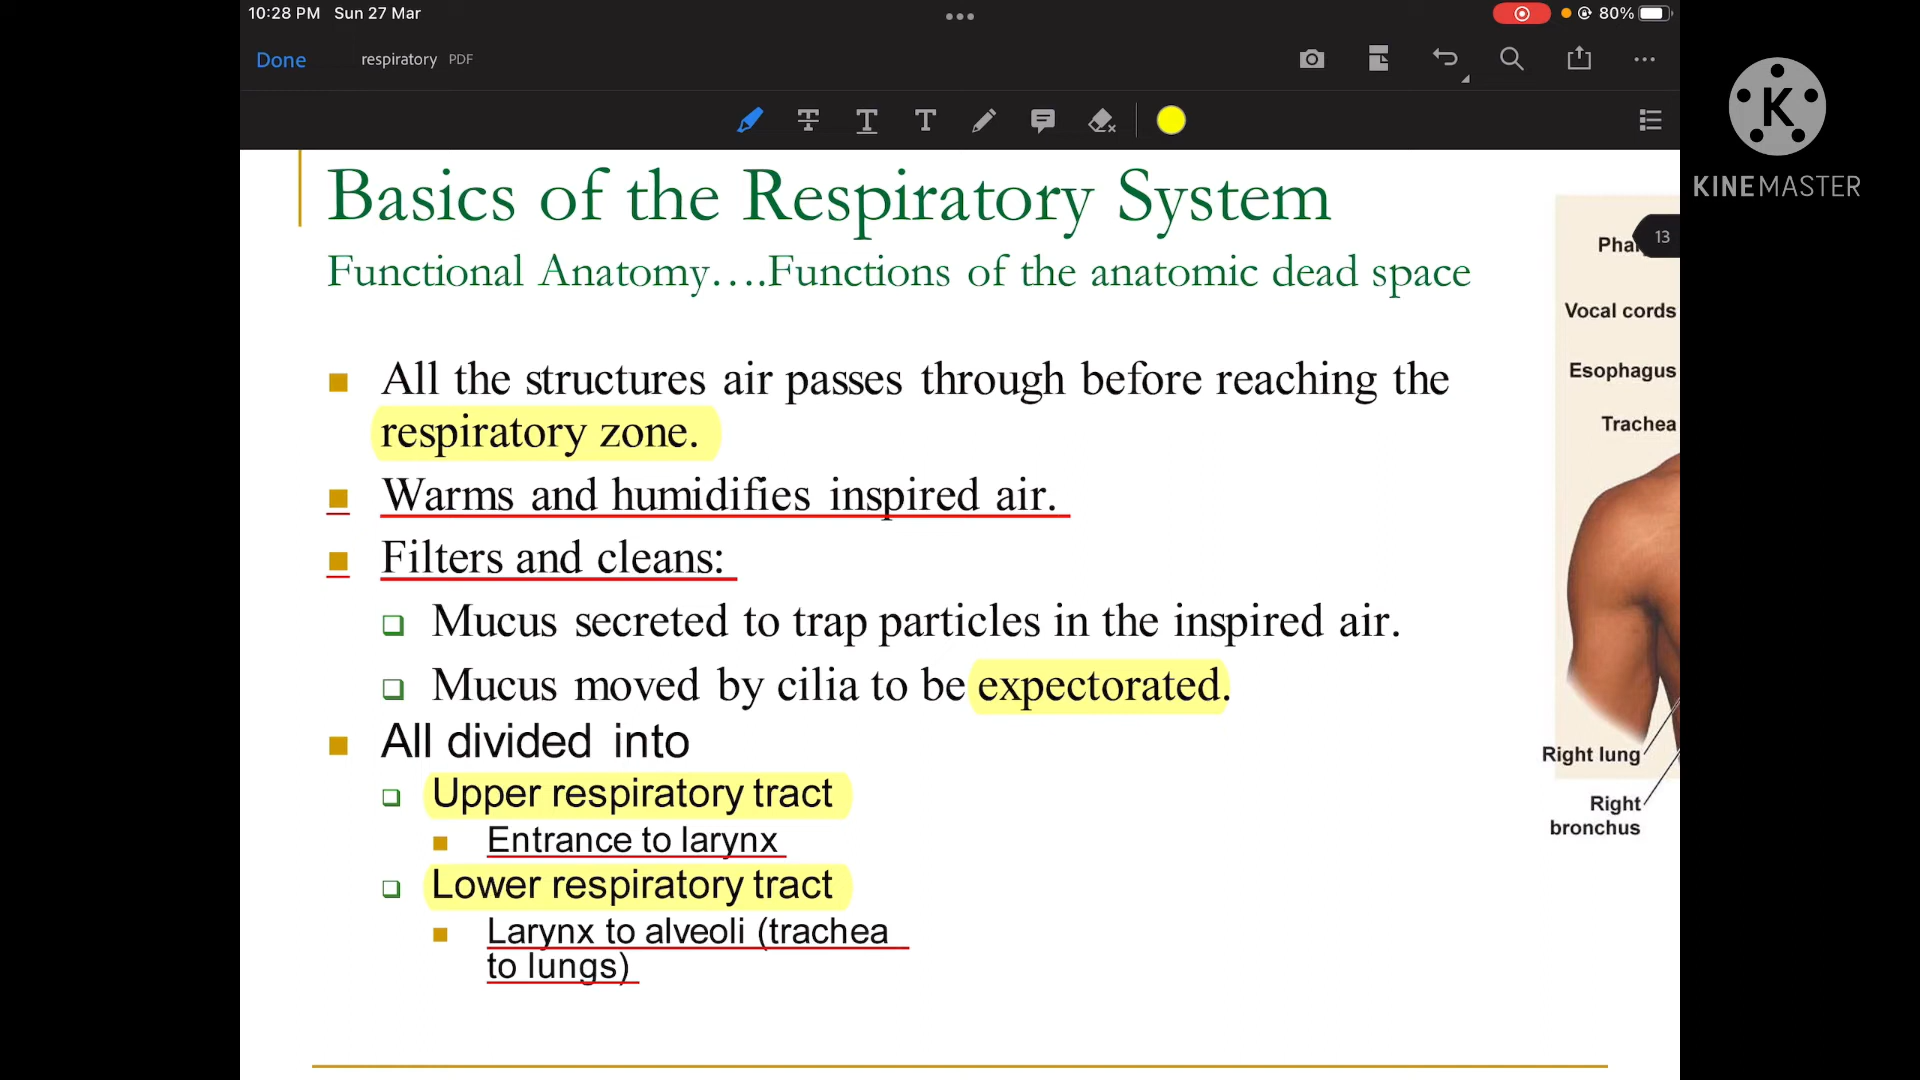 10:28 PM Sun 27 Mar
80%
Done
respiratory PDF
KINEMASTER
Basics of the Respiratory System
Functional Anatomy....Functions of the anatomic dead space
All the structures air passes through before reaching the
respiratory zone.
Warms and humidifies inspired air.
Filters and cleans:
Mucus secreted to trap particles in the inspired air.
Mucus moved by cilia to be expectorated.
All divided into
Upper respiratory tract
Entrance to larynx
Lower respiratory tract
Larynx to alveoli (trachea
to lungs)
13
Vocal cords
Esophagus
Trachea
Right lung
Right
bronchus